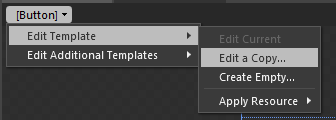 [Button]
Edit Template
Edit Additional Templates
Edit Current
Edit a Copy...
Create Empty...
Apply Resource